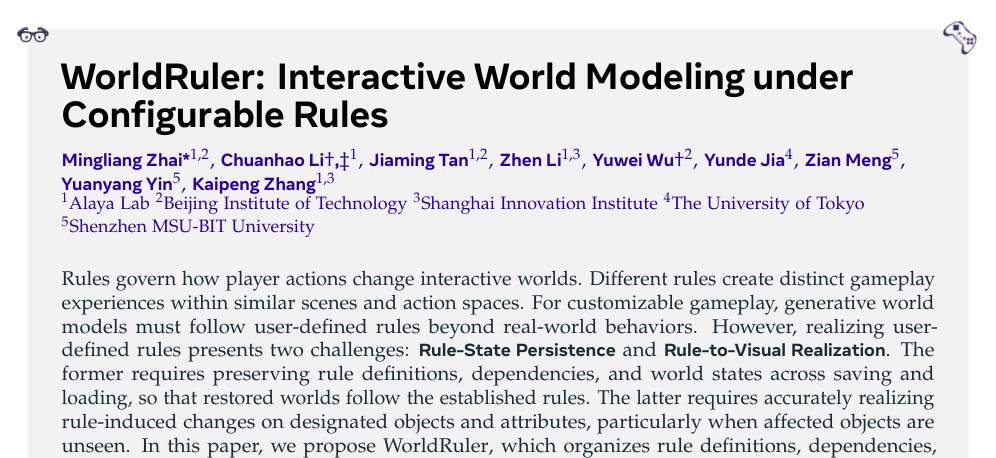 WorldRuler: Interactive World Modeling under
Configurable Rules
Mingliang Zhai*1,2, Chuanhao Li†,‡1, Jiaming Tan1,2, Zhen Li1,3, Yuwei Wu†2, Yunde Jia4, Zian Meng5,
Yuanyang Yin5, Kaipeng Zhang1,3
1Alaya Lab 2Beijing Institute of Technology 3Shanghai Innovation Institute 4The University of Tokyo
5Shenzhen MSU-BIT University
Rules govern how player actions change interactive worlds. Different rules create distinct gameplay
experiences within similar scenes and action spaces. For customizable gameplay, generative world
models must follow user-defined rules beyond real-world behaviors. However, realizing user-
defined rules presents two challenges: Rule-State Persistence and Rule-to-Visual Realization. The
former requires preserving rule definitions, dependencies, and world states across saving and
loading, so that restored worlds follow the established rules. The latter requires accurately realizing
rule-induced changes on designated objects and attributes, particularly when affected objects are
unseen. In this paper, we propose WorldRuler, which organizes rule definitions, dependencies,